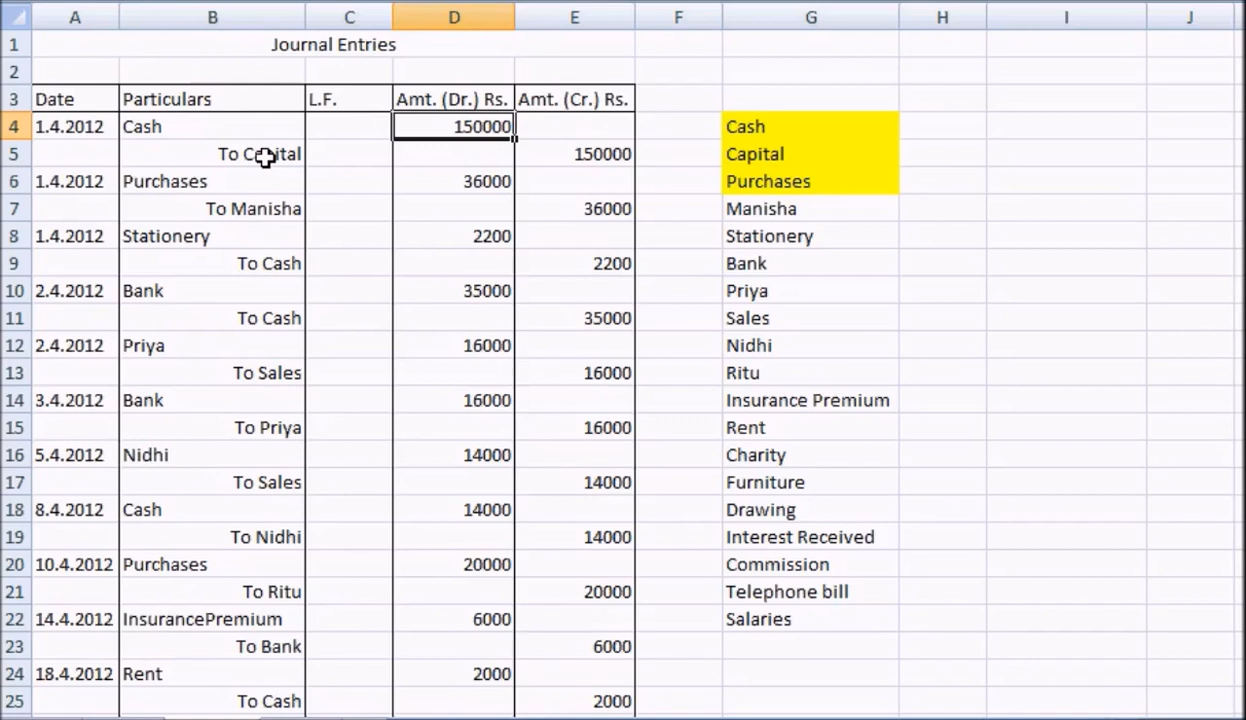 A B C D E F G H I J
1 Journal Entries
2
3 Date Particulars L.F. Amt. (Dr.) Rs. Amt. (Cr.) Rs.
4 1.4.2012 Cash 150000 Cash
5 To Capital 150000 Capital
6 1.4.2012 Purchases 36000 Purchases
7 To Manisha 36000 Manisha
8 1.4.2012 Stationery 2200 Stationery
9 To Cash 2200 Bank
10 2.4.2012 Bank 35000 Priya
11 To Cash 35000 Sales
12 2.4.2012 Priya 16000 Nidhi
13 To Sales 16000 Ritu
14 3.4.2012 Bank 16000 Insurance Premium
15 To Priya 16000 Rent
16 5.4.2012 Nidhi 14000 Charity
17 To Sales 14000 Furniture
18 8.4.2012 Cash 14000 Drawing
19 To Nidhi 14000 Interest Received
20 10.4.2012 Purchases 20000 Commission
21 To Ritu 20000 Telephone bill
22 14.4.2012 InsurancePremium 6000 Salaries
23 To Bank 6000
24 18.4.2012 Rent 2000
25 To Cash 2000